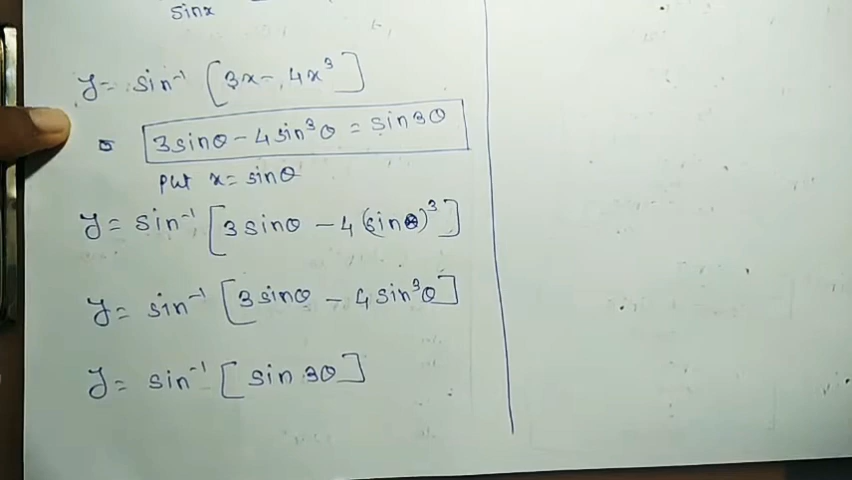 sinx
y = sin⁻¹ [3x - 4x³]
3sinθ - 4sin³θ = sin3θ
put x = sinθ
y = sin⁻¹ [3sinθ - 4(sinθ)³]
y = sin⁻¹ [3sinθ - 4sin³θ]
y = sin⁻¹ [sin3θ]